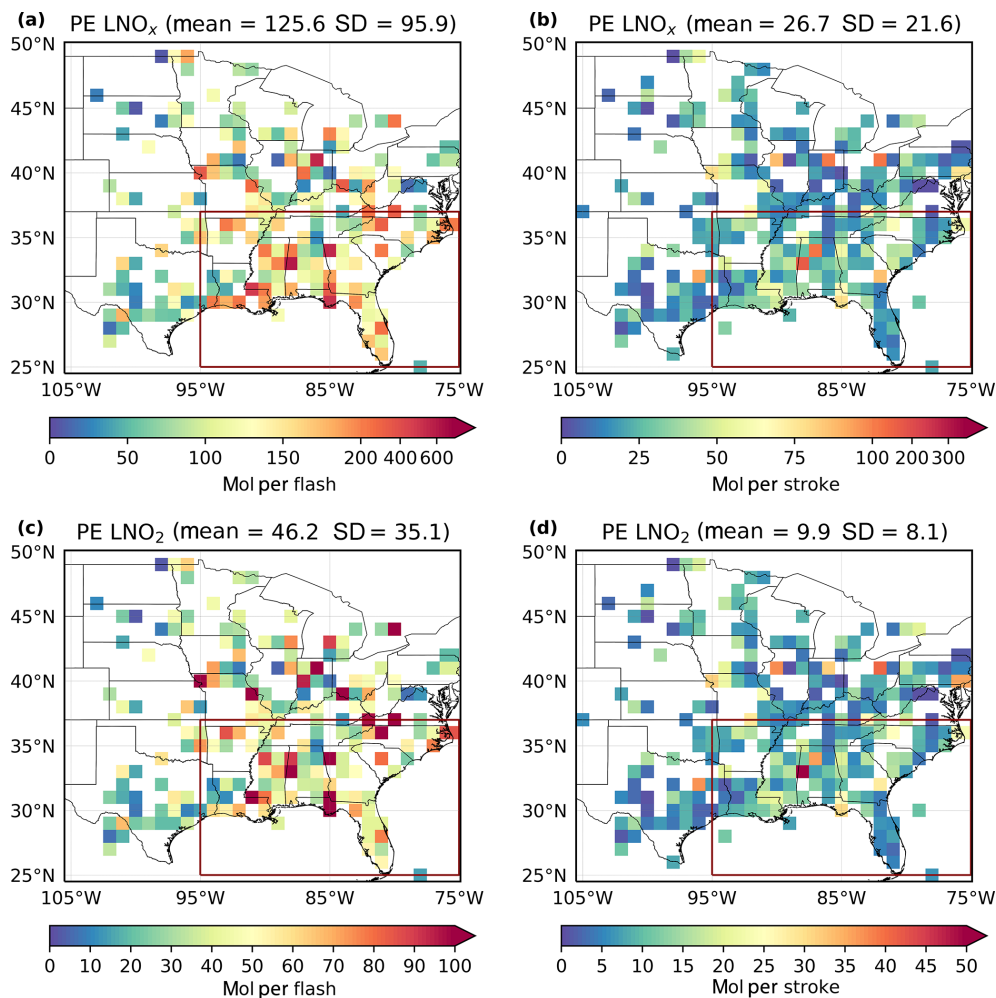 (a) PE LNOₓ (mean = 125.6 SD = 95.9)
50°N
45°N
40°N
35°N
30°N
25°N
105°W 95°W 85°W 75°W
0 50 100 150 200 400 600
Mol per flash
(b) PE LNOₓ (mean = 26.7 SD = 21.6)
50°N
45°N
40°N
35°N
30°N
25°N
105°W 95°W 85°W 75°W
0 25 50 75 100 200 300
Mol per stroke
(c) PE LNO₂ (mean = 46.2 SD = 35.1)
50°N
45°N
40°N
35°N
30°N
25°N
105°W 95°W 85°W 75°W
0 10 20 30 40 50 60 70 80 90 100
Mol per flash
(d) PE LNO₂ (mean = 9.9 SD = 8.1)
50°N
45°N
40°N
35°N
30°N
25°N
105°W 95°W 85°W 75°W
0 5 10 15 20 25 30 35 40 45 50
Mol per stroke